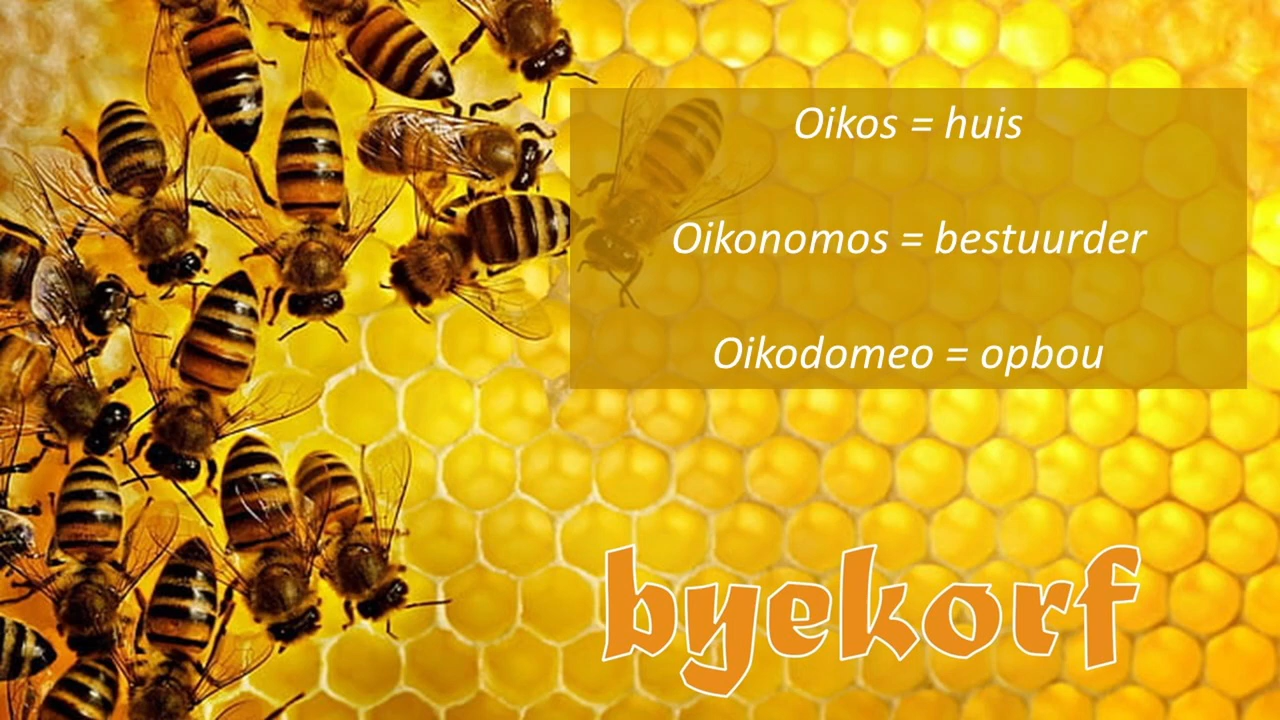 Oikos = huis
Oikonomos = bestuurder
Oikodomeo = opbou
byekorf